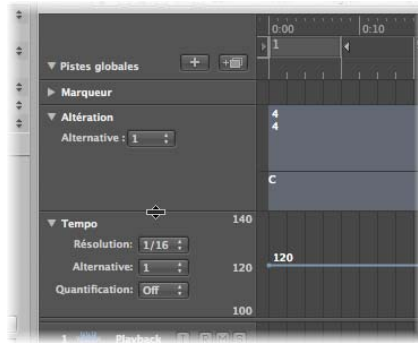 0:00 0:10
1
Pistes globales + +
Marqueur
Altération 4
Alternative : 1 4
C
Tempo 140
Résolution: 1/16
120
Alternative: 1 120
Quantification: Off
100
1 Playback